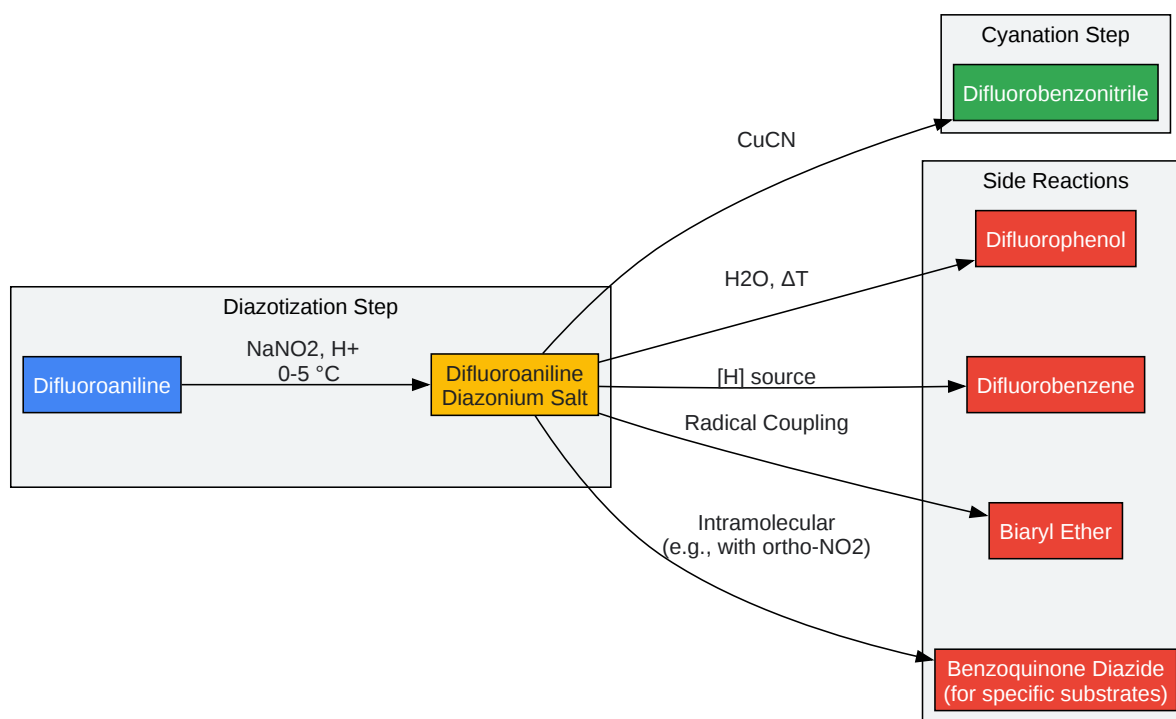 Cyanation Step
Difluorobenzonitrile
CuCN
Side Reactions
Difluorophenol
H2O, ΔT
Diazotization Step
NaNO2, H+
0-5 °C
Difluoroaniline
Difluoroaniline
Diazonium Salt
[H] source
Difluorobenzene
Radical Coupling
Biaryl Ether
Intramolecular
(e.g., with ortho-NO2)
Benzoquinone Diazide
(for specific substrates)